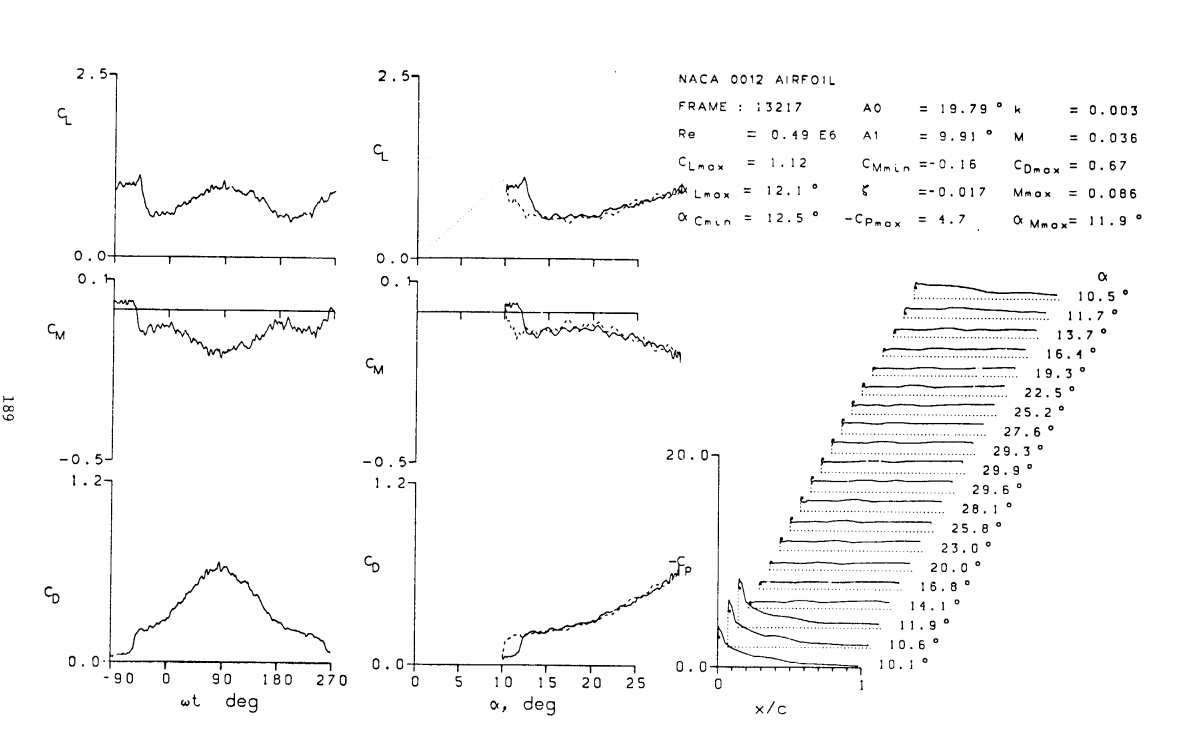 NACA 0012 AIRFOIL
FRAME : 13217 A0 = 19.79 ° k = 0.003
Re = 0.49 E6 A1 = 9.91 ° M = 0.036
CLmax = 1.12 CMmin =-0.16 CDmax = 0.67
αLmax = 12.1 ° ζ =-0.017 Mmax = 0.086
αCmin = 12.5 ° -CPmax = 4.7 αMmax= 11.9 °
2.5
CL
0.0
2.5
CL
0.0
0.1
CM
-0.5
0.1
CM
-0.5
1.2
CD
0.0
-90 0 90 180 270
ωt deg
1.2
CD
0.0
0 5 10 15 20 25
α, deg
20.0
-Cp
0.0
0 1
x/c
α
10.5 °
11.7 °
13.7 °
16.4 °
19.3 °
22.5 °
25.2 °
27.6 °
29.3 °
29.9 °
29.6 °
28.1 °
25.8 °
23.0 °
20.0 °
16.8 °
14.1 °
11.9 °
10.6 °
10.1 °
189